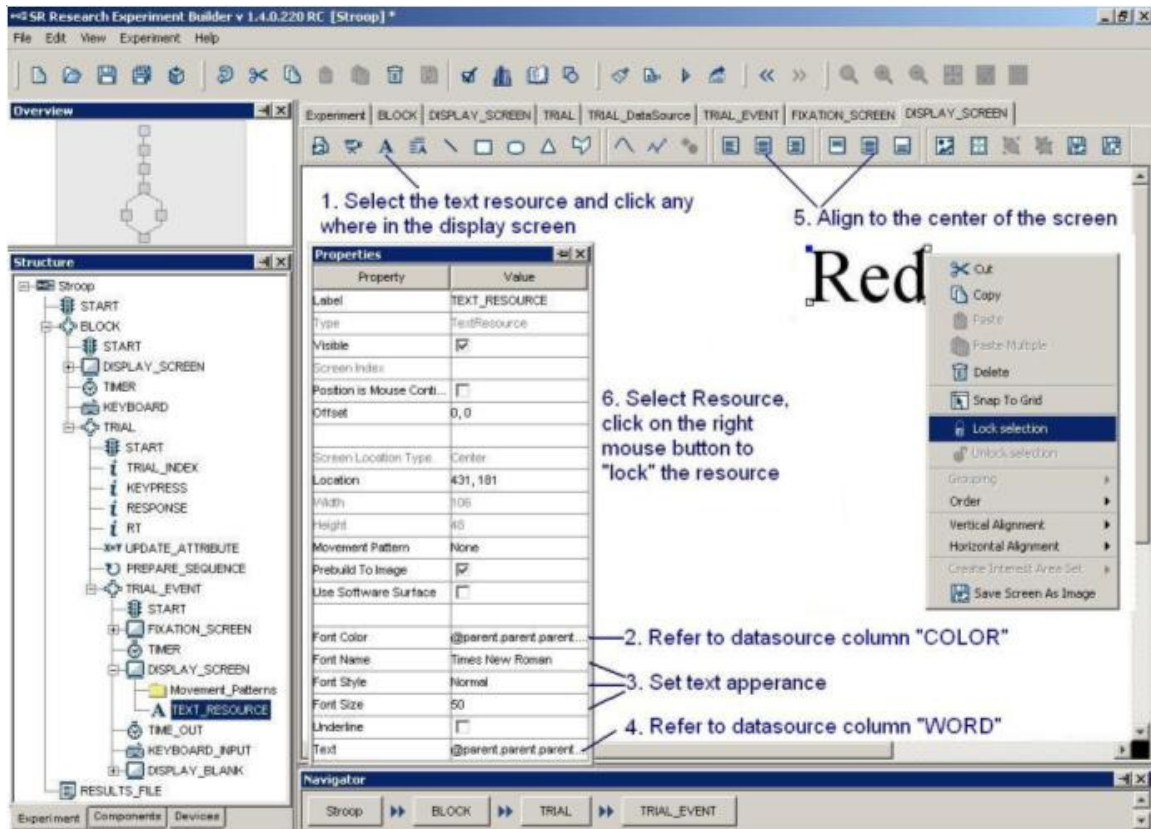 SR Research Experiment Builder v 1.4.0.220 RC [Stroop] *
File Edit View Experiment Help
Overview
Experiment BLOCK DISPLAY_SCREEN TRIAL TRIAL_DataSource TRIAL_EVENT FIXATION_SCREEN DISPLAY_SCREEN
1. Select the text resource and click any
where in the display screen
5. Align to the center of the screen
Structure
Stroop
START
BLOCK
START
DISPLAY_SCREEN
TIMER
KEYBOARD
TRIAL
START
TRIAL_INDEX
KEYPRESS
RESPONSE
RT
UPDATE_ATTRIBUTE
PREPARE_SEQUENCE
TRIAL_EVENT
START
FIXATION_SCREEN
TIMER
DISPLAY_SCREEN
Movement_Patterns
TEXT_RESOURCE
TIME_OUT
KEYBOARD_INPUT
DISPLAY_BLANK
RESULTS_FILE
Experiment Components Devices
Properties
Property Value
Label TEXT_RESOURCE
Type TextResource
Visible
Screen Index
Position is Mouse Conti...
Offset 0, 0
Screen Location Type Center
Location 431, 181
Width 106
Height 48
Movement Pattern None
Prebuild To Image
Use Software Surface
Font Color @parent.parent.parent....
Font Name Times New Roman
Font Style Normal
Font Size 50
Underline
Text @parent.parent.parent....
Red
Cut
Copy
Paste
Paste Multiple
Delete
Snap To Grid
Lock selection
Unlock selection
Grouping
Order
Vertical Alignment
Horizontal Alignment
Create Interest Area Set
Save Screen As Image
6. Select Resource,
click on the right
mouse button to
"lock" the resource
2. Refer to datasource column "COLOR"
3. Set text apperance
4. Refer to datasource column "WORD"
Navigator
Stroop BLOCK TRIAL TRIAL_EVENT